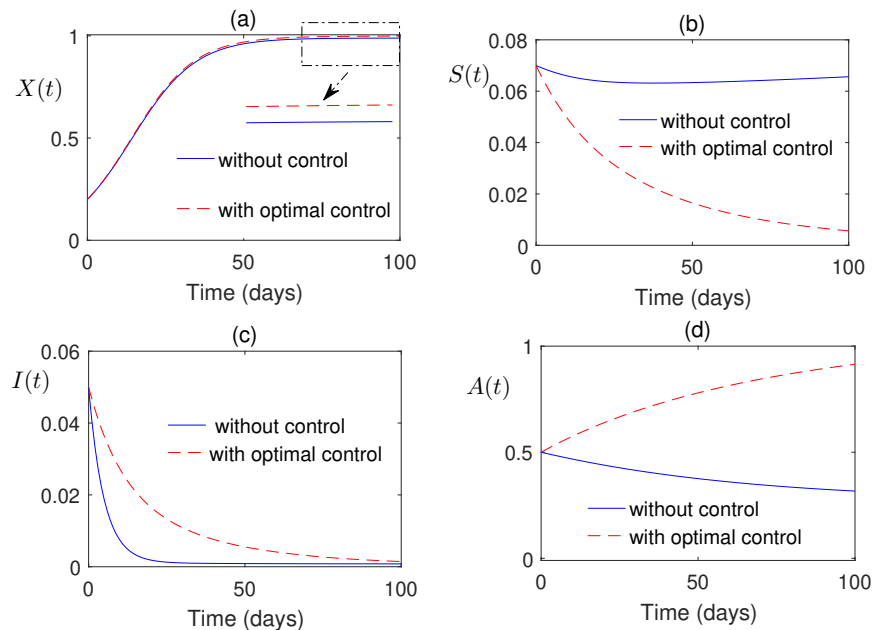 (a)
1
X(t)
0.5
without control
with optimal control
0
0
50
100
Time (days)
(b)
0.08
S(t)
0.06
without control
0.04
with optimal control
0.02
0
0
50
100
Time (days)
(c)
0.06
I(t)
0.04
without control
with optimal control
0.02
0
0
50
100
Time (days)
(d)
1
A(t)
0.5
without control
with optimal control
0
0
50
100
Time (days)